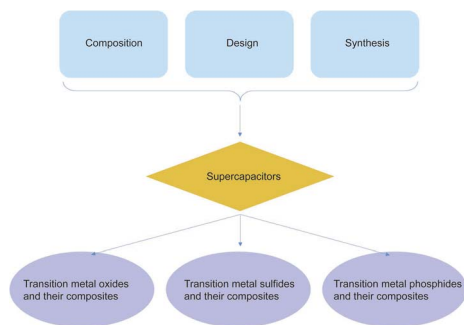 Composition
Design
Synthesis
Supercapacitors
Transition metal oxides
and their composites
Transition metal sulfides
and their composites
Transition metal phosphides
and their composites